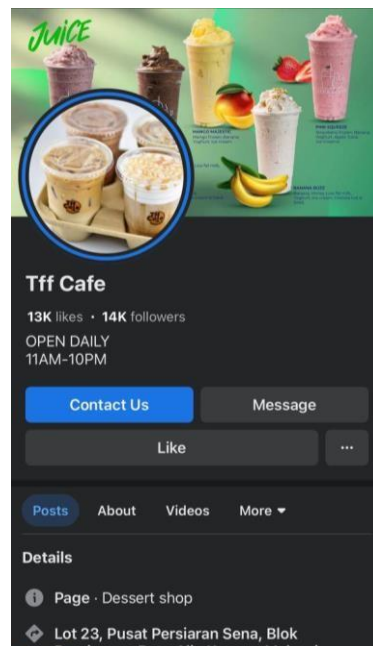 JUICE
MANGO MAJESTIC
PINK SQUEEZE
BANANA BUZZ
Tff Cafe
13K likes · 14K followers
OPEN DAILY
11AM-10PM
Contact Us
Message
Like
Posts
About
Videos
More
Details
Page · Dessert shop
Lot 23, Pusat Persiaran Sena, Blok